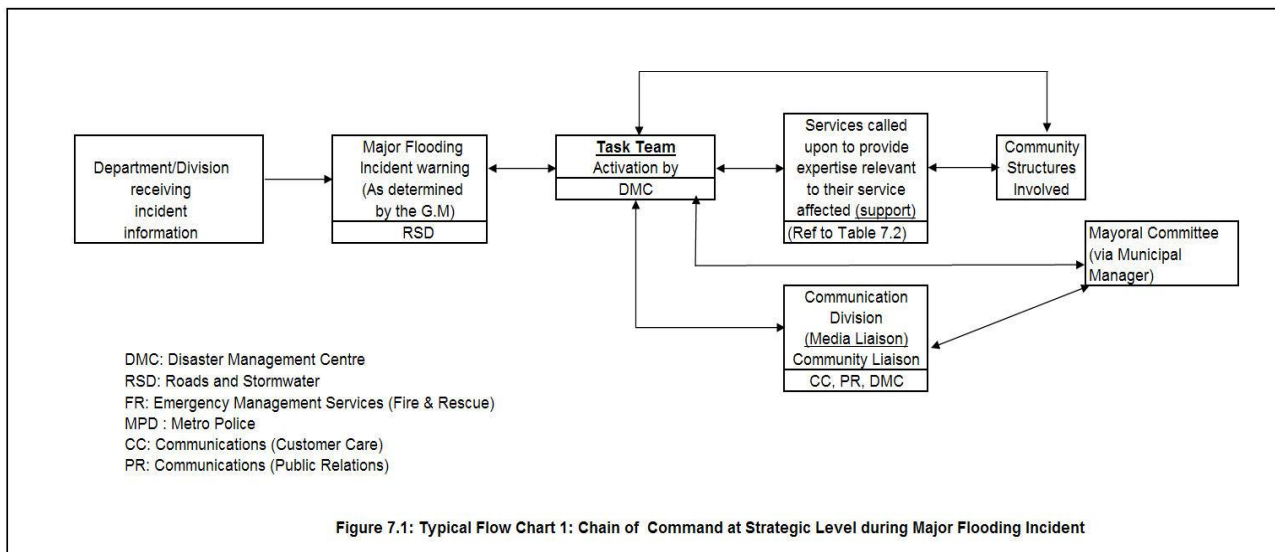 Department/Division
receiving
incident
information
Major Flooding
Incident warning
(As determined
by the G.M)
RSD
Task Team
Activation by
DMC
Services called
upon to provide
expertise relevant
to their service
affected (support)
(Ref to Table 7.2)
Community
Structures
Involved
Mayoral Committee
(via Municipal
Manager)
Communication
Division
(Media Liaison)
Community Liaison
CC, PR, DMC
DMC: Disaster Management Centre
RSD: Roads and Stormwater
FR: Emergency Management Services (Fire & Rescue)
MPD : Metro Police
CC: Communications (Customer Care)
PR: Communications (Public Relations)
Figure 7.1: Typical Flow Chart 1: Chain of Command at Strategic Level during Major Flooding Incident